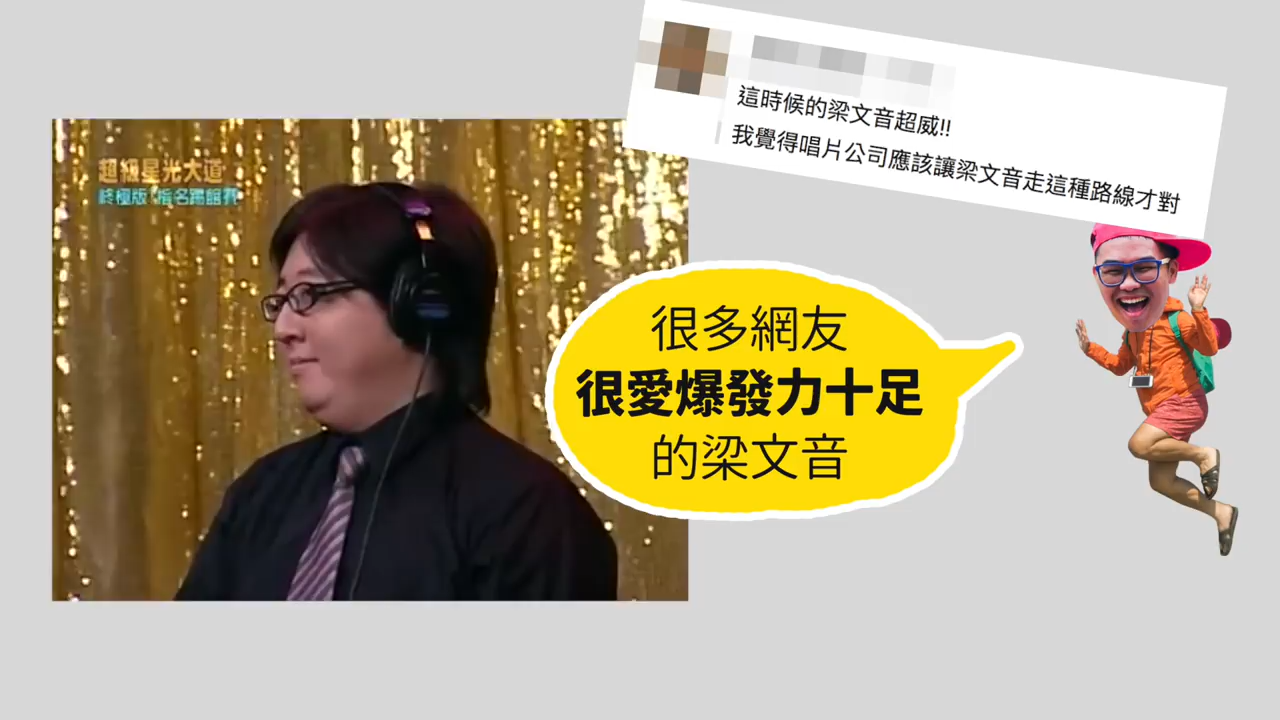 這時候的梁文音超威!!
我覺得唱片公司應該讓梁文音走這種路線才對
超級星光大道
終極版 指名踢館賽
很多網友
很愛爆發力十足
的梁文音